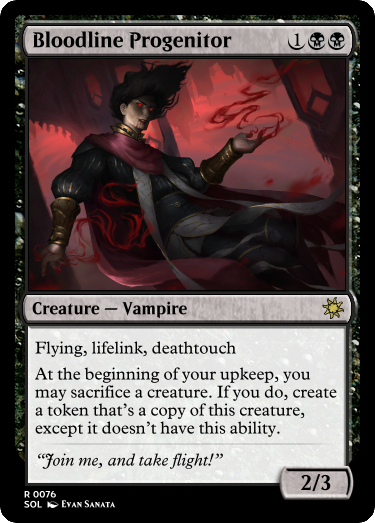 Bloodline Progenitor 1
Creature — Vampire
Flying, lifelink, deathtouch
At the beginning of your upkeep, you
may sacrifice a creature. If you do, create
a token that's a copy of this creature,
except it doesn't have this ability.
“Join me, and take flight!”
2/3
R 0076
SOL Evan Sanata